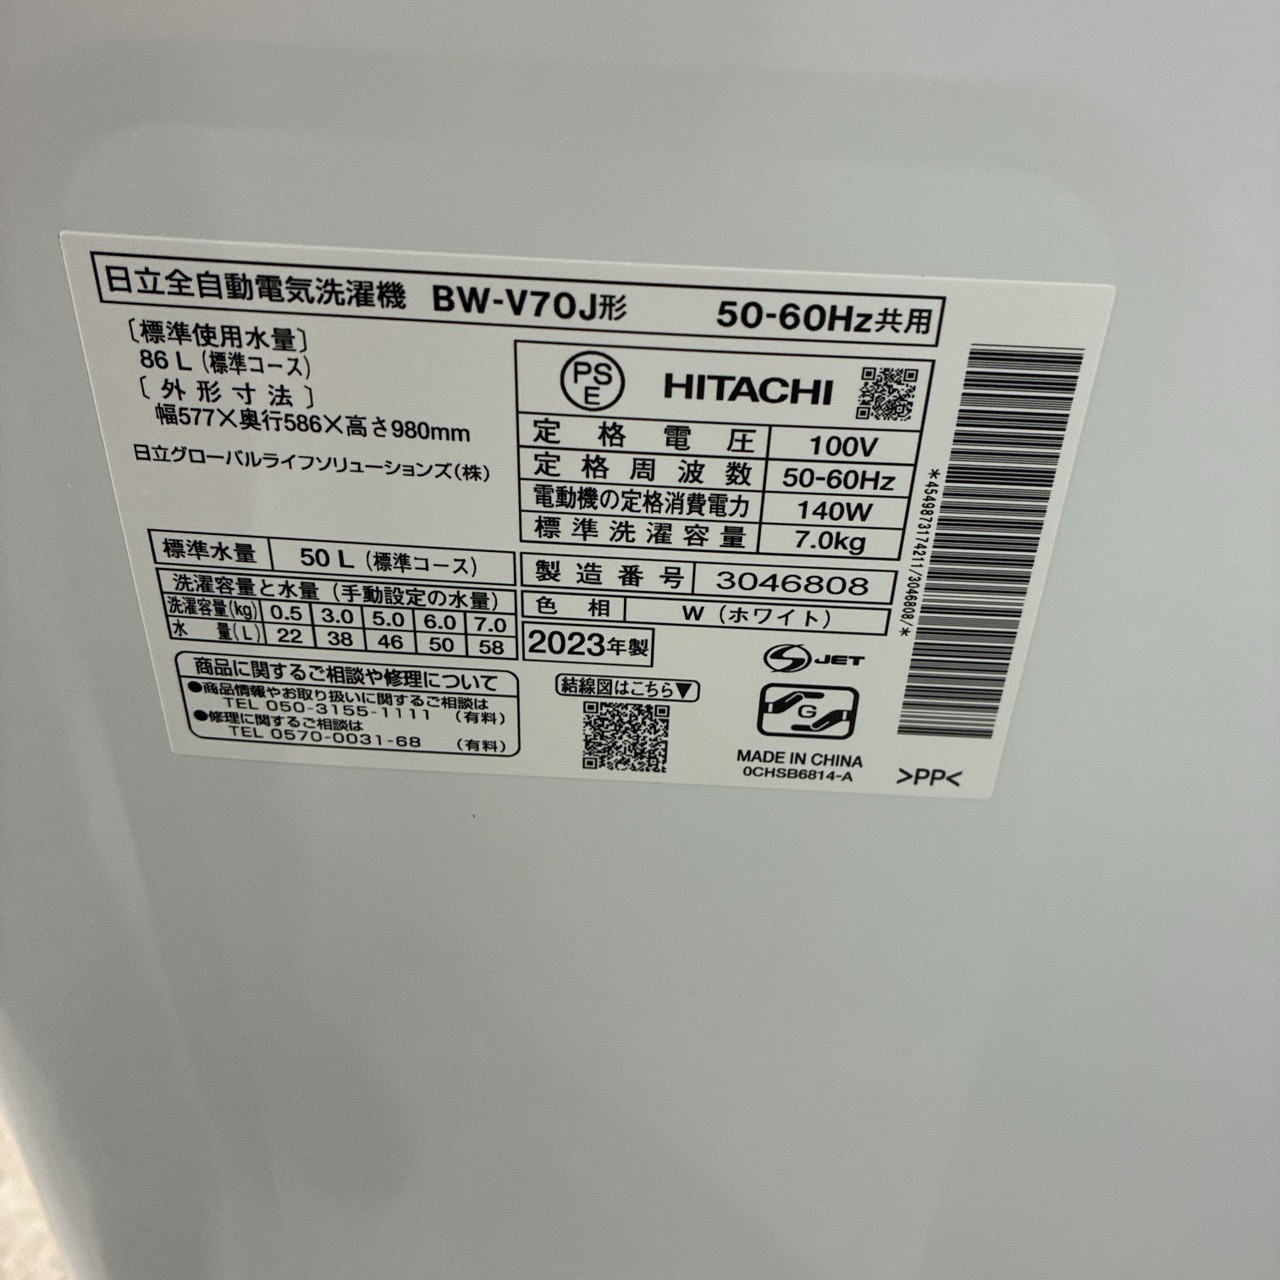 日立全自動電気洗濯機 BW-V70J形 50-60Hz共用
〔標準使用水量〕
86 L (標準コース)
〔外形寸法〕
幅577×奥行586×高さ980mm
日立グローバルライフソリューションズ(株)
PS
E
HITACHI
定格電圧 100V
定格周波数 50-60Hz
電動機の定格消費電力 140W
標準洗濯容量 7.0kg
標準水量 50 L (標準コース)
洗濯容量と水量 (手動設定の水量)
洗濯容量(kg) 0.5 3.0 5.0 6.0 7.0
水量(L) 22 38 46 50 58
製造番号 3046808
色相 W (ホワイト)
2023年製
商品に関するご相談や修理について
●商品情報やお取り扱いに関するご相談は
TEL 050-3155-1111 (有料)
●修理に関するご相談は
TEL 0570-0031-68 (有料)
結線図はこちら▼
S JET
G
MADE IN CHINA
0CHSB6814-A
>PP<
*4549873174211/3046808/*